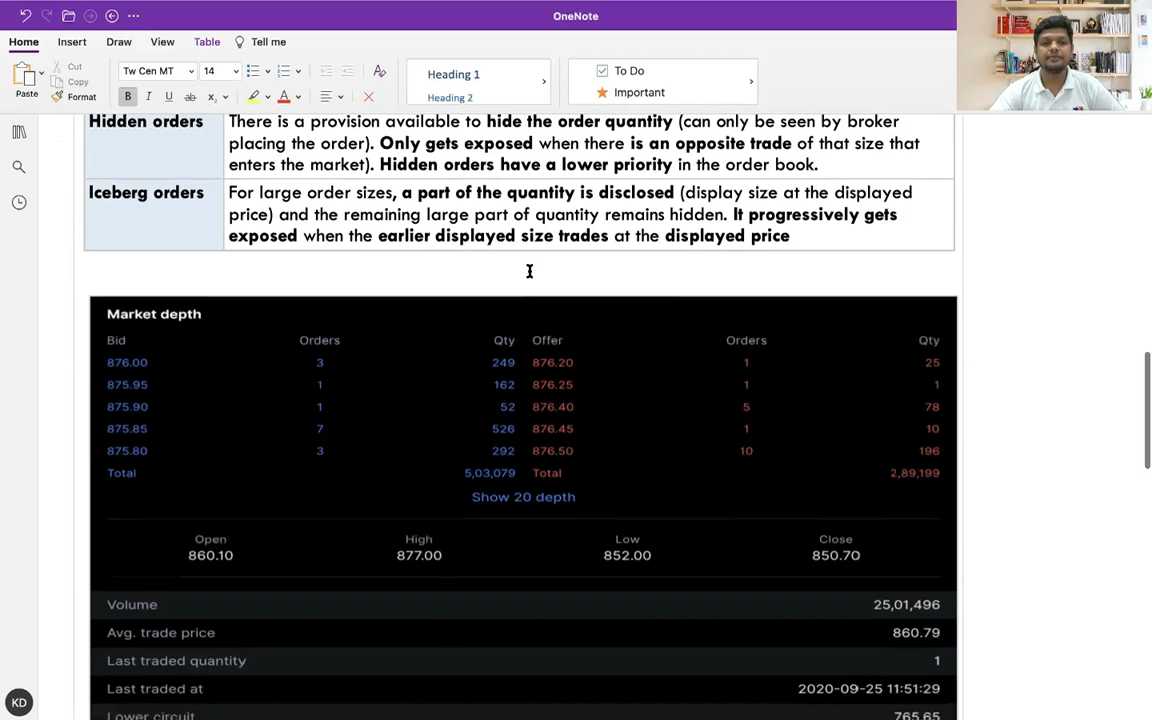 OneNote
Home Insert Draw View Table Tell me
Paste
Cut
Copy
Format
Tw Cen MT 14
B I U ab x₂ A
Heading 1
Heading 2
To Do
Important
Hidden orders
There is a provision available to hide the order quantity (can only be seen by broker
placing the order). Only gets exposed when there is an opposite trade of that size that
enters the market). Hidden orders have a lower priority in the order book.
Iceberg orders
For large order sizes, a part of the quantity is disclosed (display size at the displayed
price) and the remaining large part of quantity remains hidden. It progressively gets
exposed when the earlier displayed size trades at the displayed price
Market depth
Bid Orders Qty Offer Orders Qty
876.00 3 249 876.20 1 25
875.95 1 162 876.25 1 1
875.90 1 52 876.40 5 78
875.85 7 526 876.45 1 10
875.80 3 292 876.50 10 196
Total 5,03,079 Total 2,89,199
Show 20 depth
Open High Low Close
860.10 877.00 852.00 850.70
Volume 25,01,496
Avg. trade price 860.79
Last traded quantity 1
Last traded at 2020-09-25 11:51:29
Lower circuit 765.65
KD